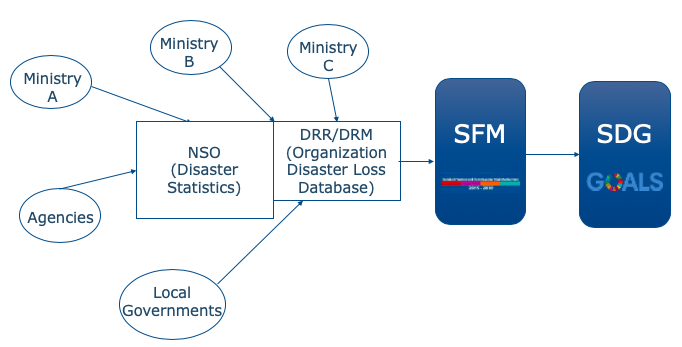 Ministry
A
Ministry
B
Ministry
C
NSO
(Disaster
Statistics)
DRR/DRM
(Organization
Disaster Loss
Database)
SFM
SDG
GOALS
Agencies
Local
Governments